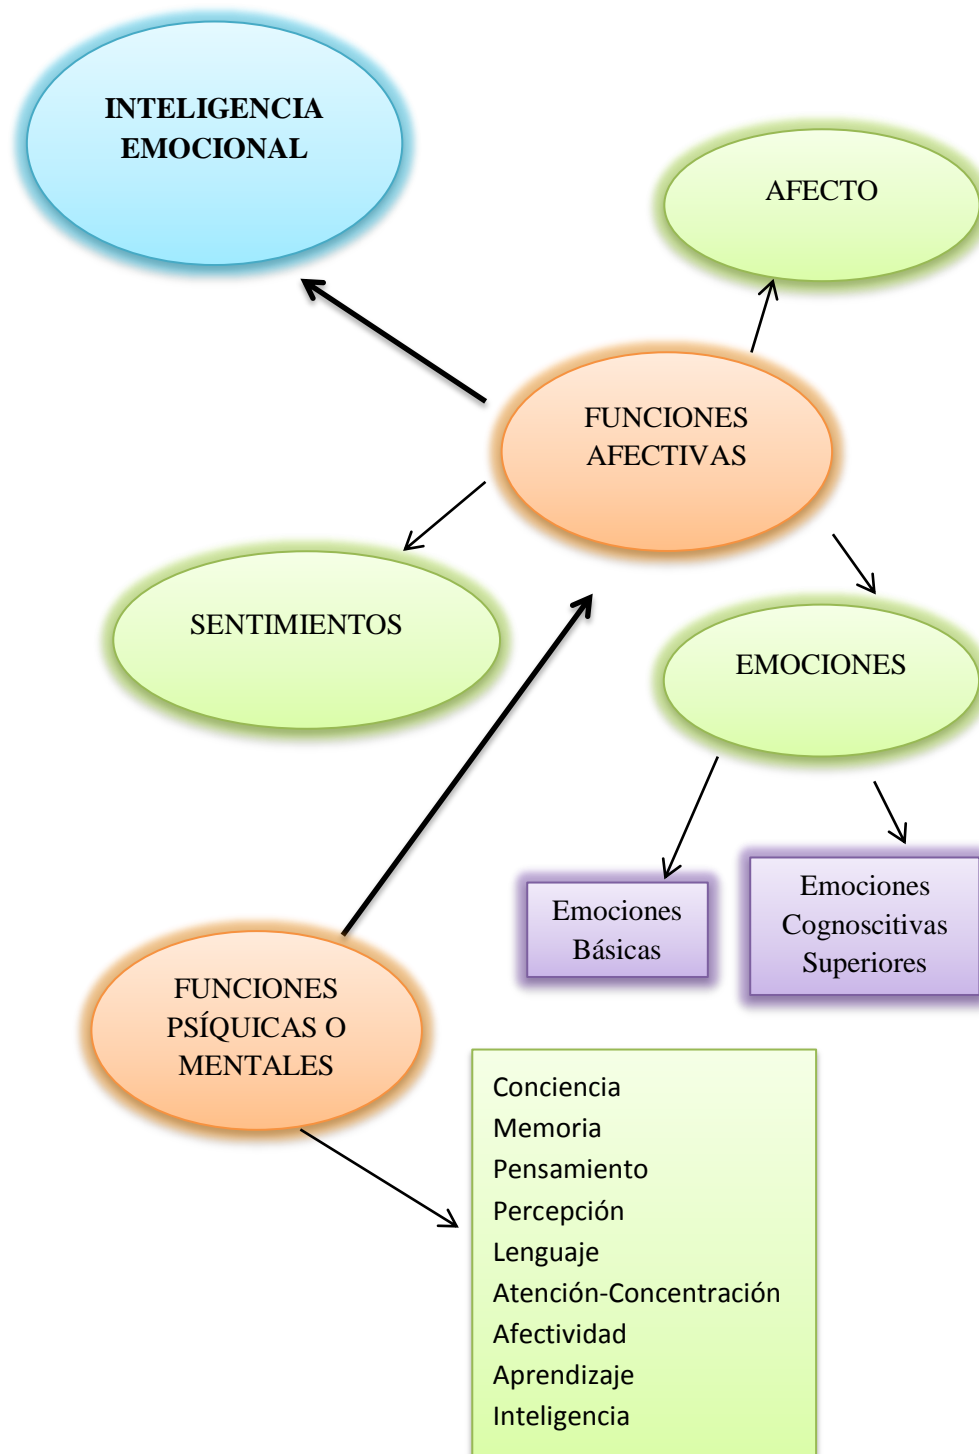 INTELIGENCIA
EMOCIONAL
AFECTO
FUNCIONES
AFECTIVAS
SENTIMIENTOS
EMOCIONES
Emociones
Básicas
Emociones
Cognoscitivas
Superiores
FUNCIONES
PSÍQUICAS O
MENTALES
Conciencia
Memoria
Pensamiento
Percepción
Lenguaje
Atención-Concentración
Afectividad
Aprendizaje
Inteligencia